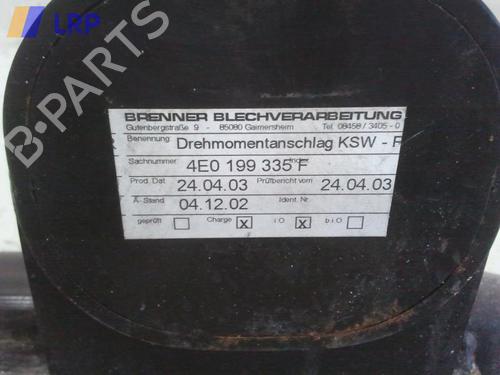 LRP
B-PARTS
BRENNER BLECHVERARBEITUNG
Gutenbergstraße 9 - 85080 Gaimersheim Tel. 08458 / 3405 - 0
Benennung Drehmomentanschlag KSW - R
Sachnummer 4E0 199 335 F Index
Prod. Dat 24.04.03 Prüfbericht vom 24.04.03
Ä-Stand 04.12.02 Ident. Nr.
geprüft Charge X i O X b i O